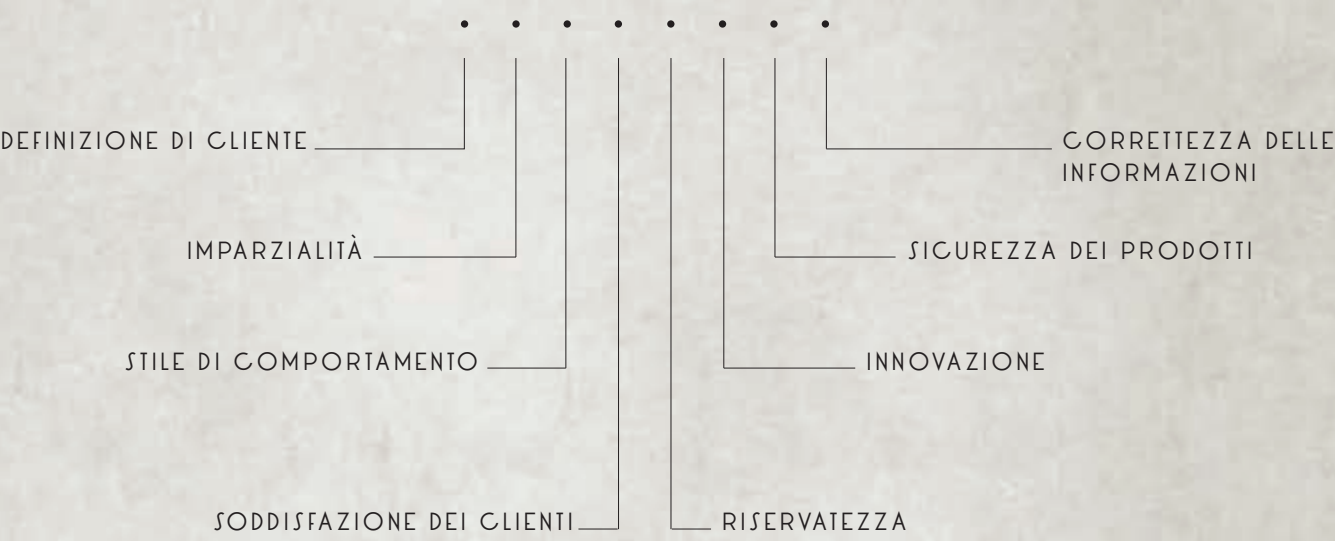 DEFINIZIONE DI CLIENTE
CORRETTEZZA DELLE
INFORMAZIONI
IMPARZIALITÀ
SICUREZZA DEI PRODOTTI
STILE DI COMPORTAMENTO
INNOVAZIONE
SODDISFAZIONE DEI CLIENTI
RISERVATEZZA